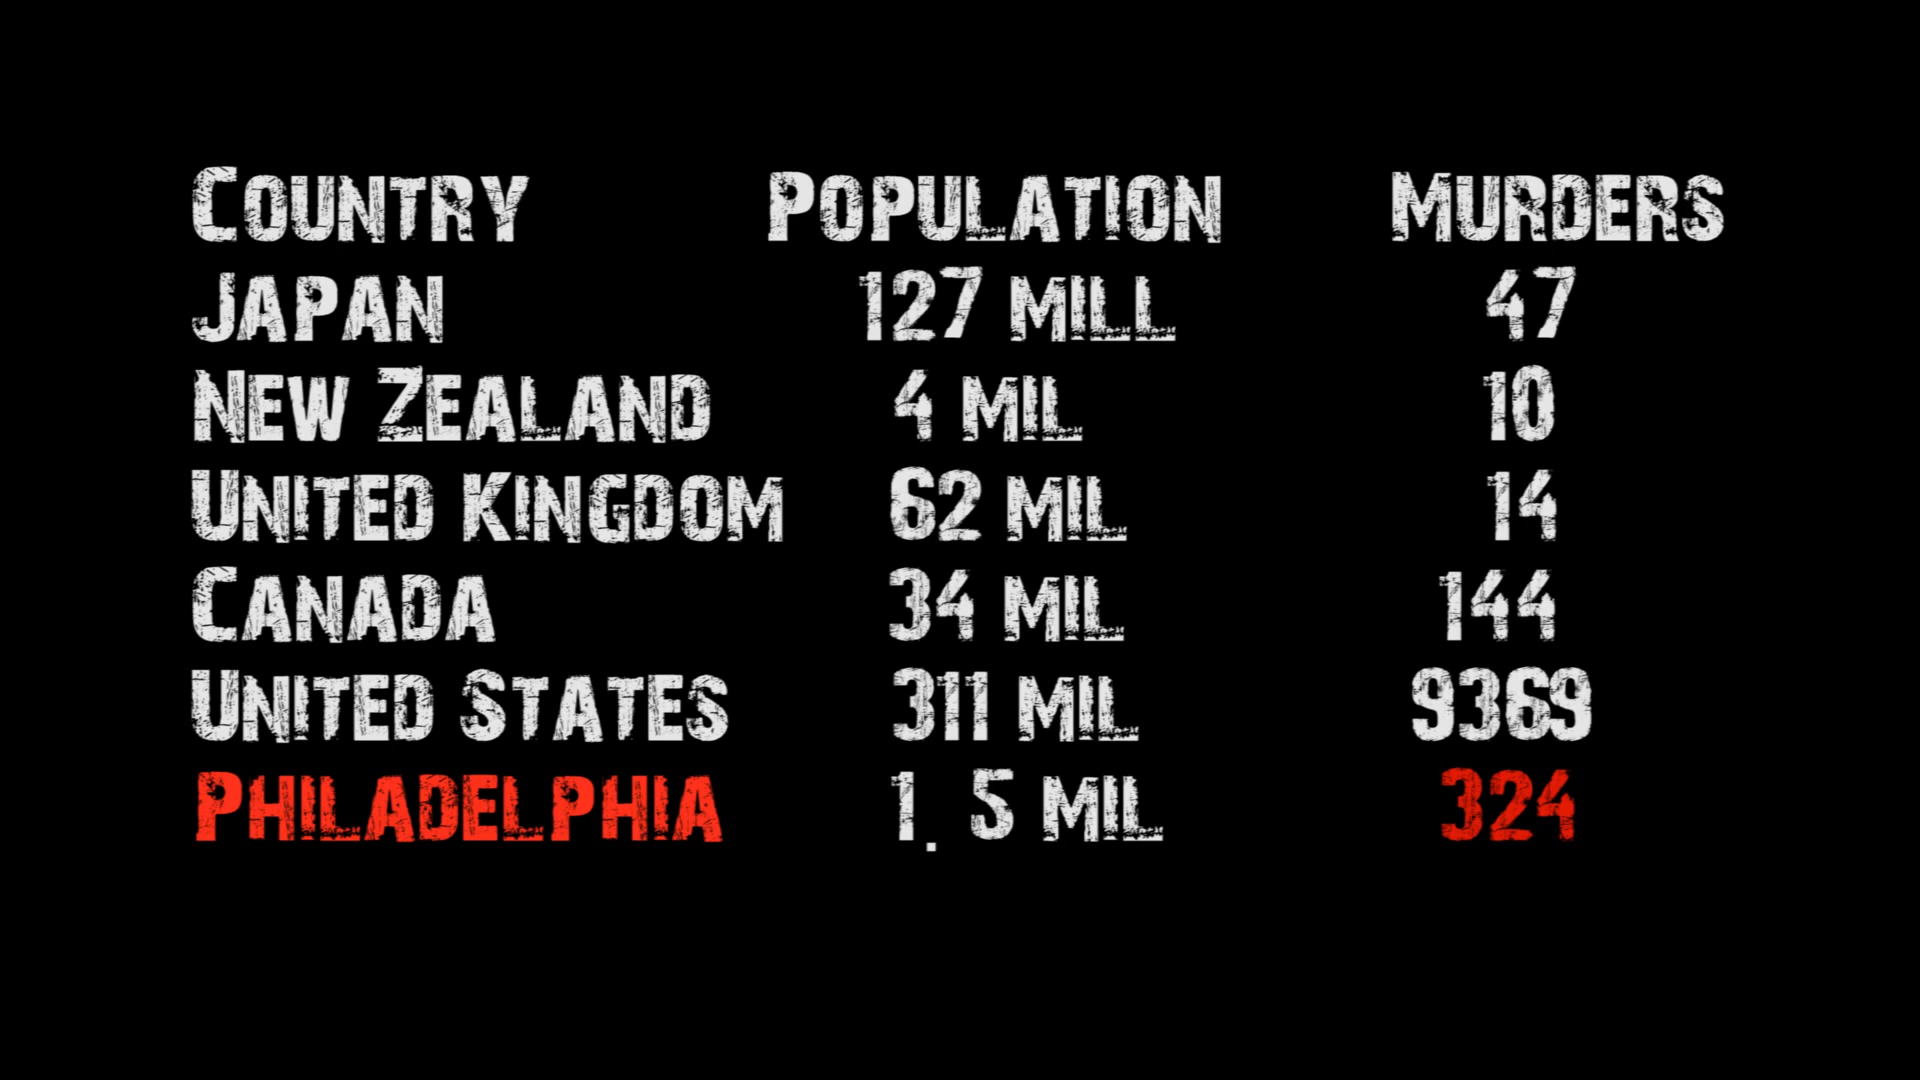 Country Population Murders
Japan 127 mill 47
New Zealand 4 mil 10
United Kingdom 62 mil 14
Canada 34 mil 144
United States 311 mil 9369
Philadelphia 1. 5 mil 324